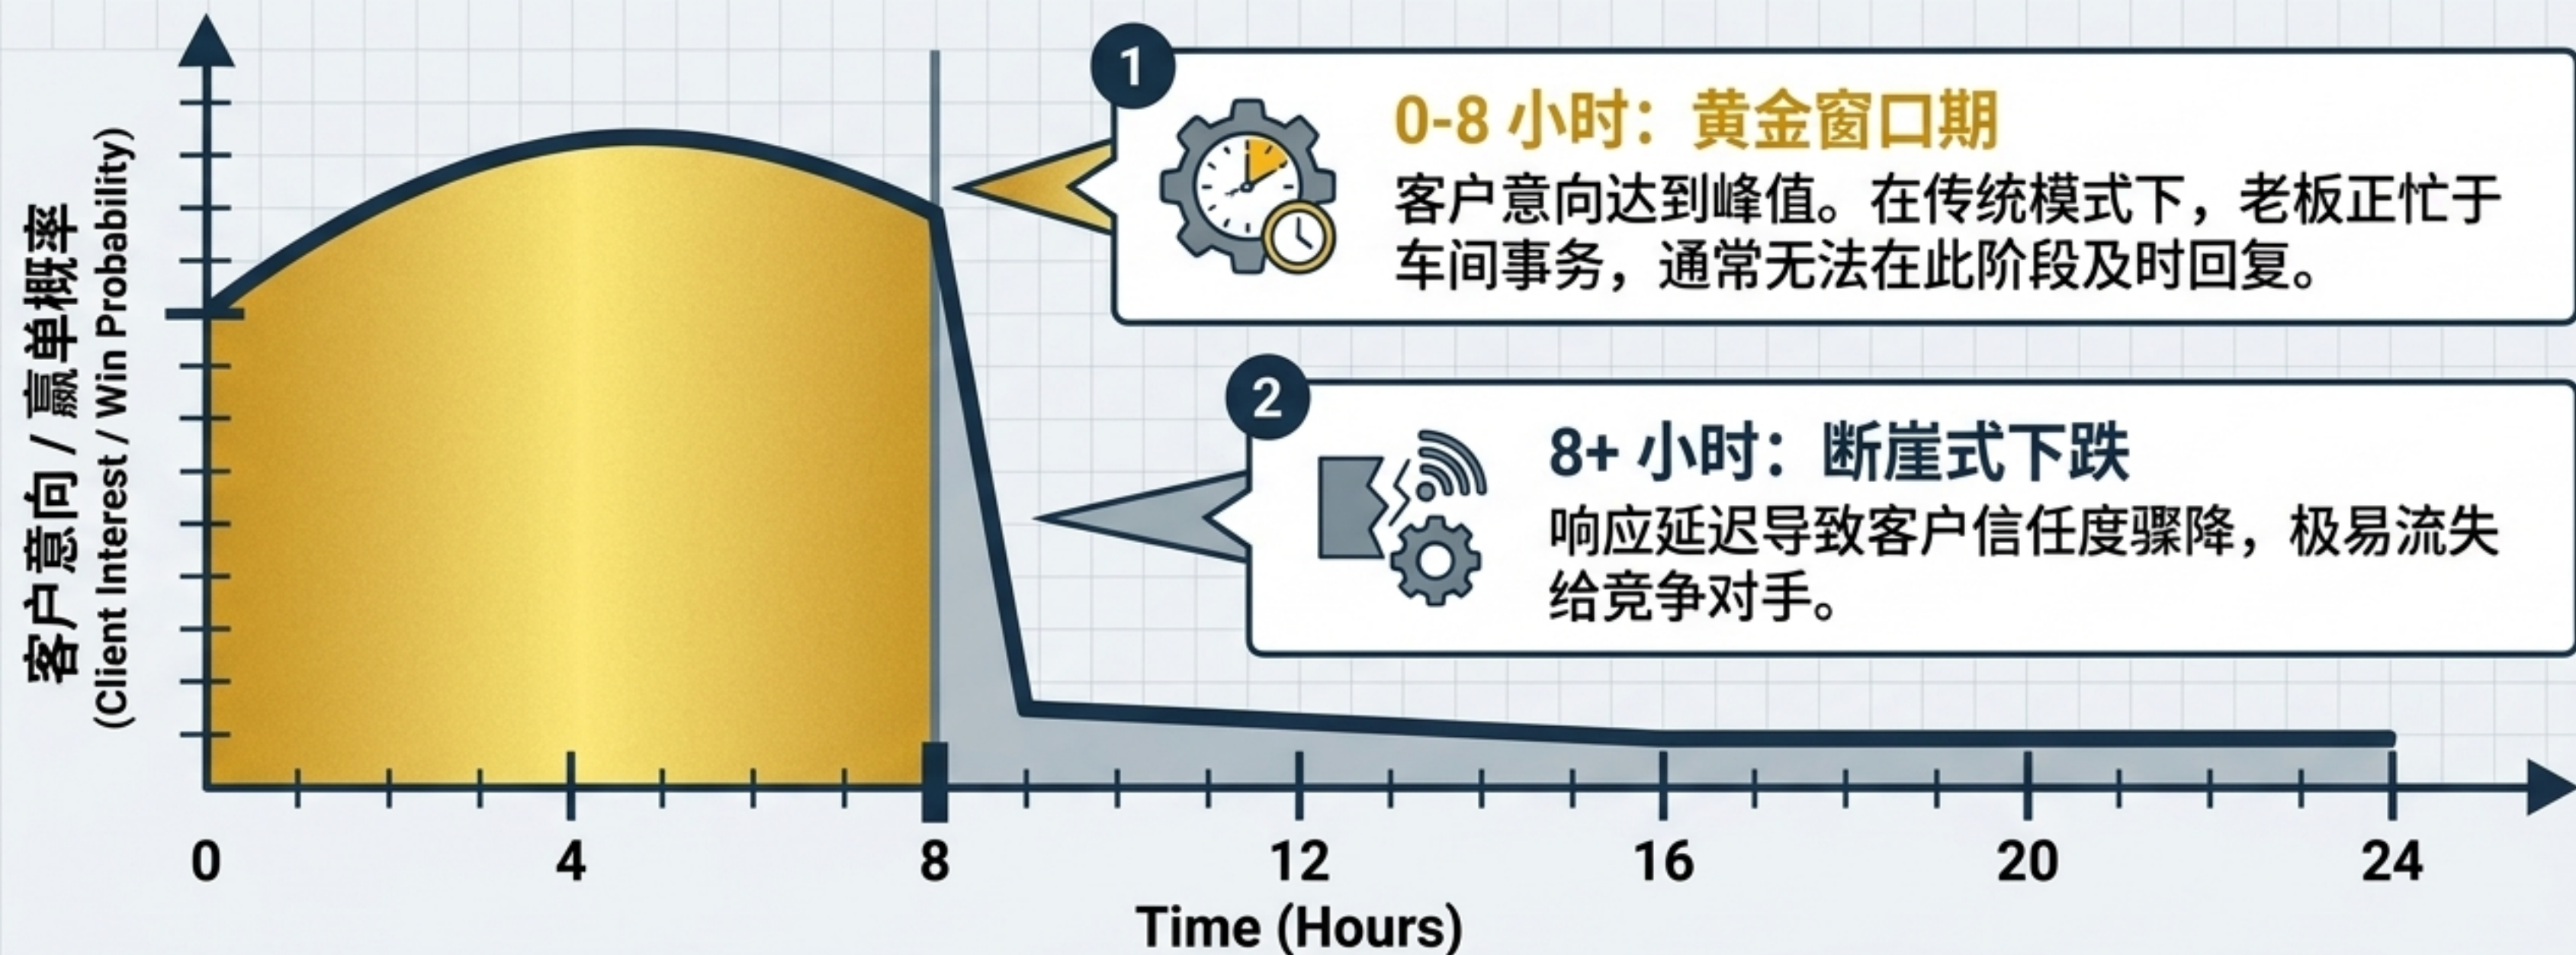 客户意向 / 赢单概率
(Client Interest / Win Probability)
1
0-8 小时：黄金窗口期
客户意向达到峰值。在传统模式下，老板正忙于
车间事务，通常无法在此阶段及时回复。
2
8+ 小时：断崖式下跌
响应延迟导致客户信任度骤降，极易流失
给竞争对手。
0 4 8 12 16 20 24
Time (Hours)